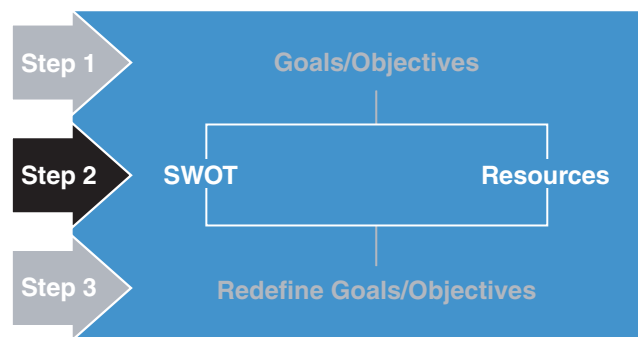 Step 1
Goals/Objectives
Step 2
SWOT
Resources
Step 3
Redefine Goals/Objectives